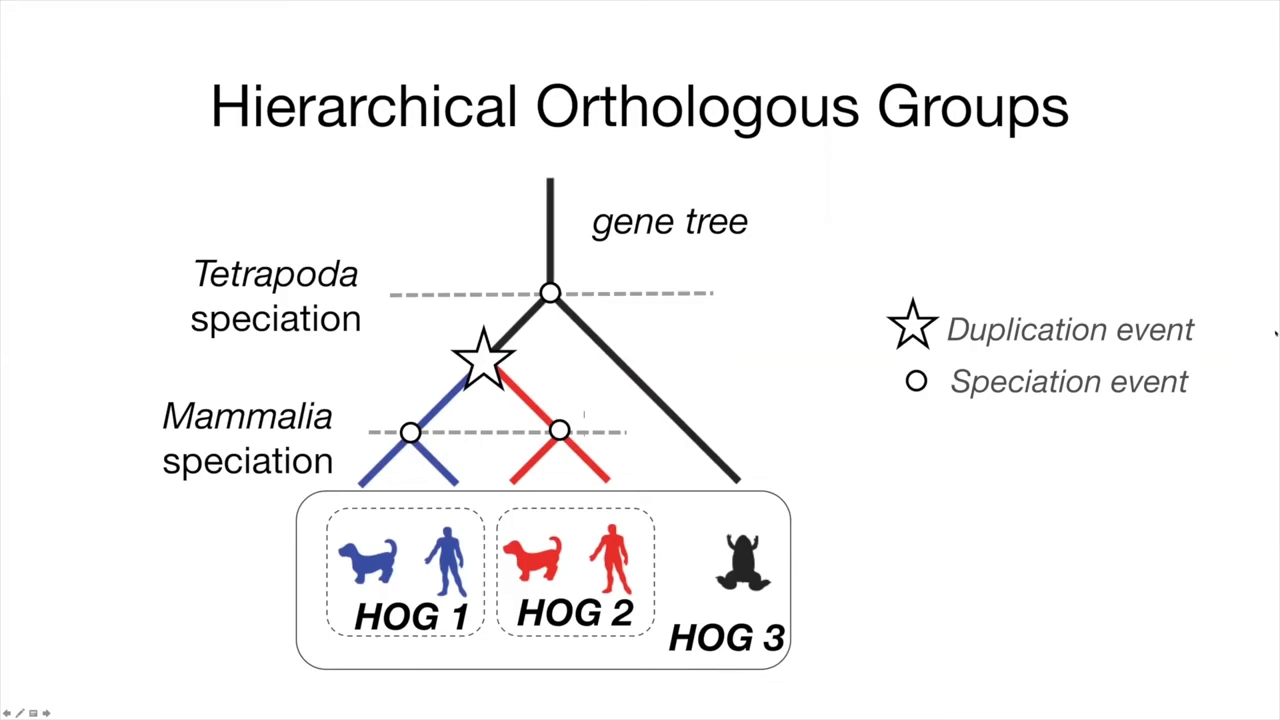 Hierarchical Orthologous Groups
gene tree
Tetrapoda
speciation
Duplication event
Speciation event
Mammalia
speciation
HOG 1
HOG 2
HOG 3